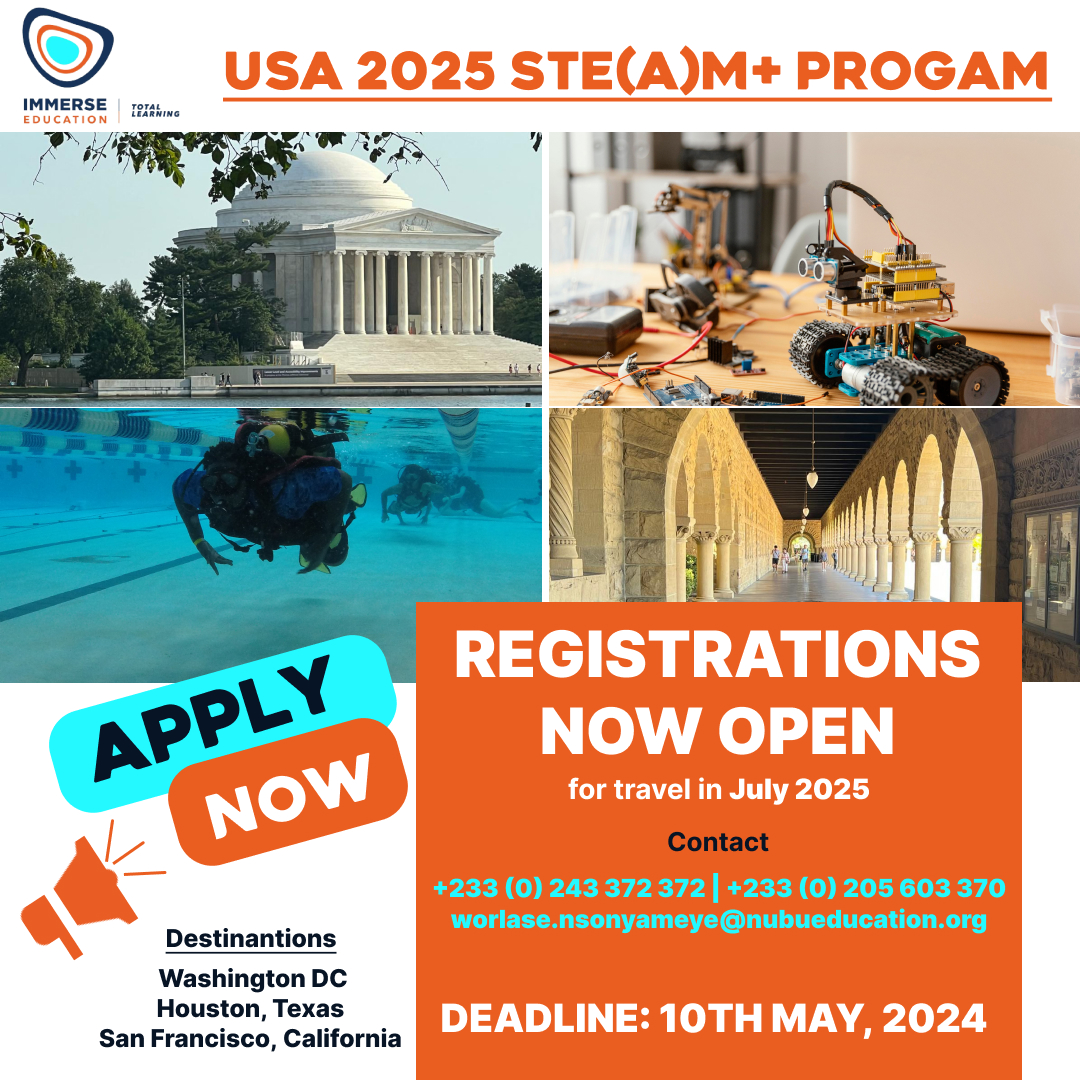 IMMERSE
EDUCATION
TOTAL
LEARNING
USA 2025 STE(A)M+ PROGAM
APPLY
NOW
REGISTRATIONS
NOW OPEN
for travel in July 2025
Contact
+233 (0) 243 372 372 | +233 (0) 205 603 370
worlase.nsonyameye@nubueducation.org
DEADLINE: 10TH MAY, 2024
Destinantions
Washington DC
Houston, Texas
San Francisco, California